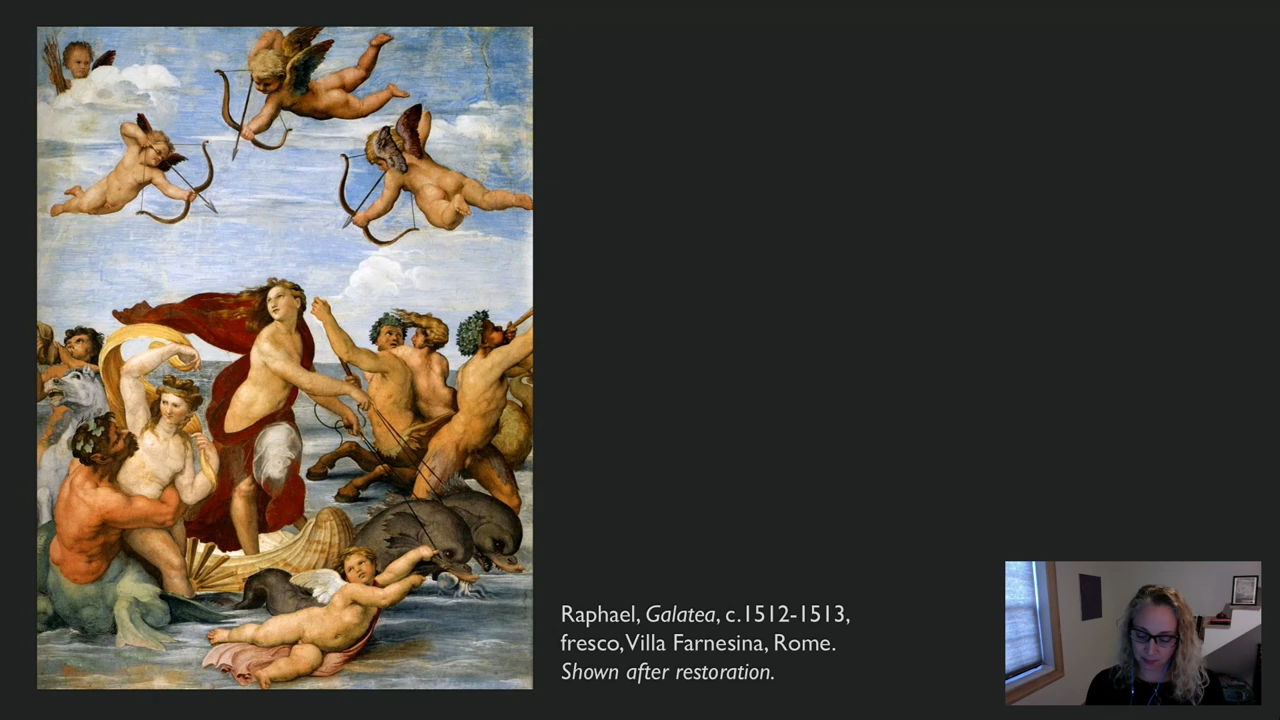 Raphael, Galatea, c.1512-1513,
fresco, Villa Farnesina, Rome.
Shown after restoration.